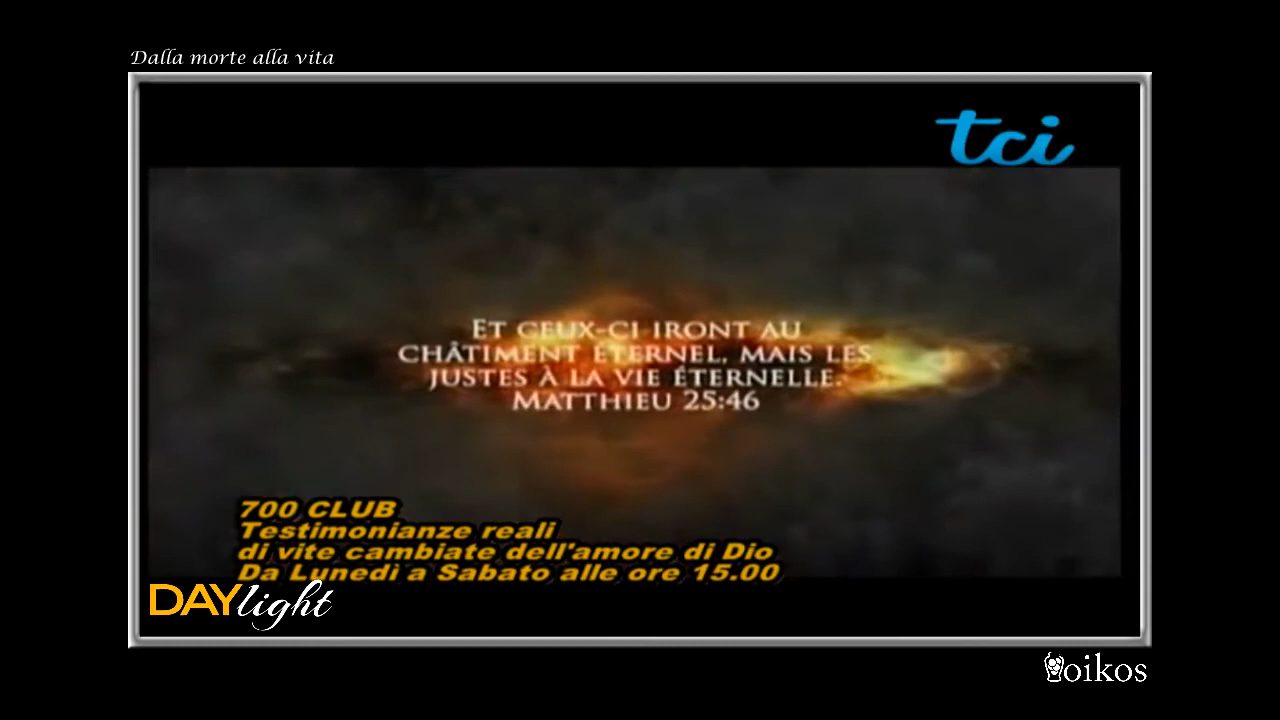 Dalla morte alla vita
tci
ET CEUX-CI IRONT AU
CHÂTIMENT ÉTERNEL, MAIS LES
JUSTES À LA VIE ÉTERNELLE.
MATTHIEU 25:46
700 CLUB
Testimonianze reali
di vite cambiate dell'amore di Dio
Da Lunedì a Sabato alle ore 15.00
DAYlight
oikos